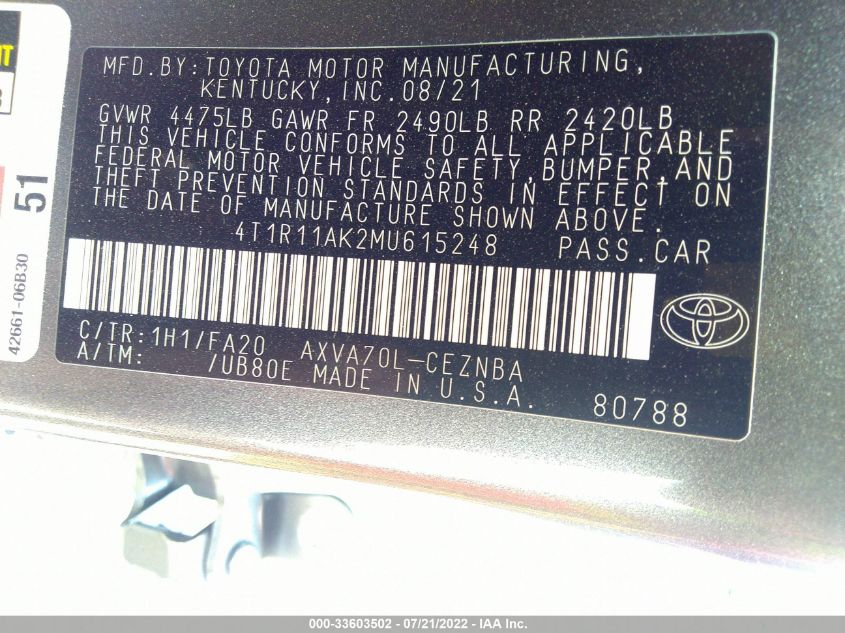 MFD.BY:TOYOTA MOTOR MANUFACTURING,
KENTUCKY,INC.08/21
GVWR 4475LB GAWR FR 2490LB RR 2420LB
THIS VEHICLE CONFORMS TO ALL APPLICABLE
FEDERAL MOTOR VEHICLE SAFETY,BUMPER,AND
THEFT PREVENTION STANDARDS IN EFFECT ON
THE DATE OF MANUFACTURE SHOWN ABOVE.
4T1R11AK2MU615248 PASS.CAR
C/TR:1H1/FA20 AXVA70L-CEZNBA
A/TM: /UB80E MADE IN U.S.A. 80788
51
42661-06B30
000-33603502 - 07/21/2022 - IAA Inc.